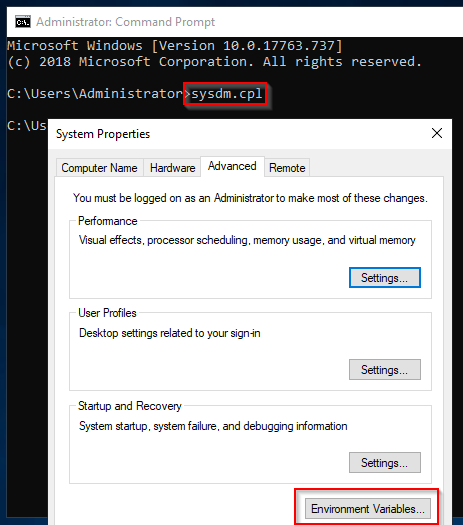 Administrator: Command Prompt
Microsoft Windows [Version 10.0.17763.737]
(c) 2018 Microsoft Corporation. All rights reserved.
C:\Users\Administrator>sysdm.cpl
C:\Us
System Properties
Computer Name Hardware Advanced Remote
You must be logged on as an Administrator to make most of these changes.
Performance
Visual effects, processor scheduling, memory usage, and virtual memory
Settings...
User Profiles
Desktop settings related to your sign-in
Settings...
Startup and Recovery
System startup, system failure, and debugging information
Settings...
Environment Variables...